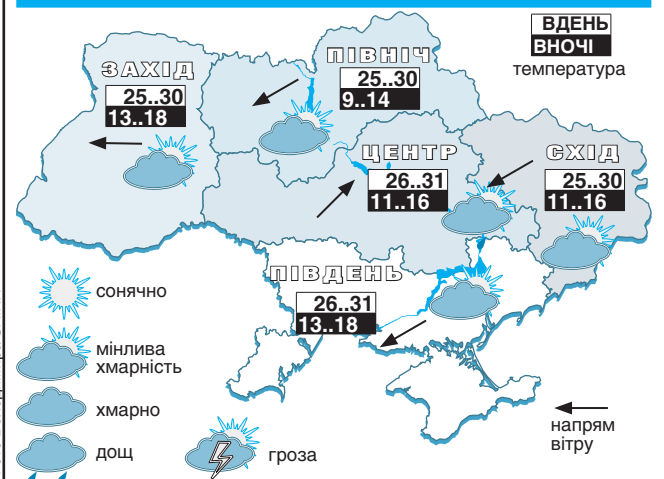 ВДЕНЬ
ВНОЧІ
температура
ЗАХІД
25..30
13..18
ПІВНІЧ
25..30
9..14
ЦЕНТР
26..31
11..16
СХІД
25..30
11..16
ПІВДЕНЬ
26..31
13..18
сонячно
мінлива
хмарність
хмарно
дощ
гроза
напрям
вітру